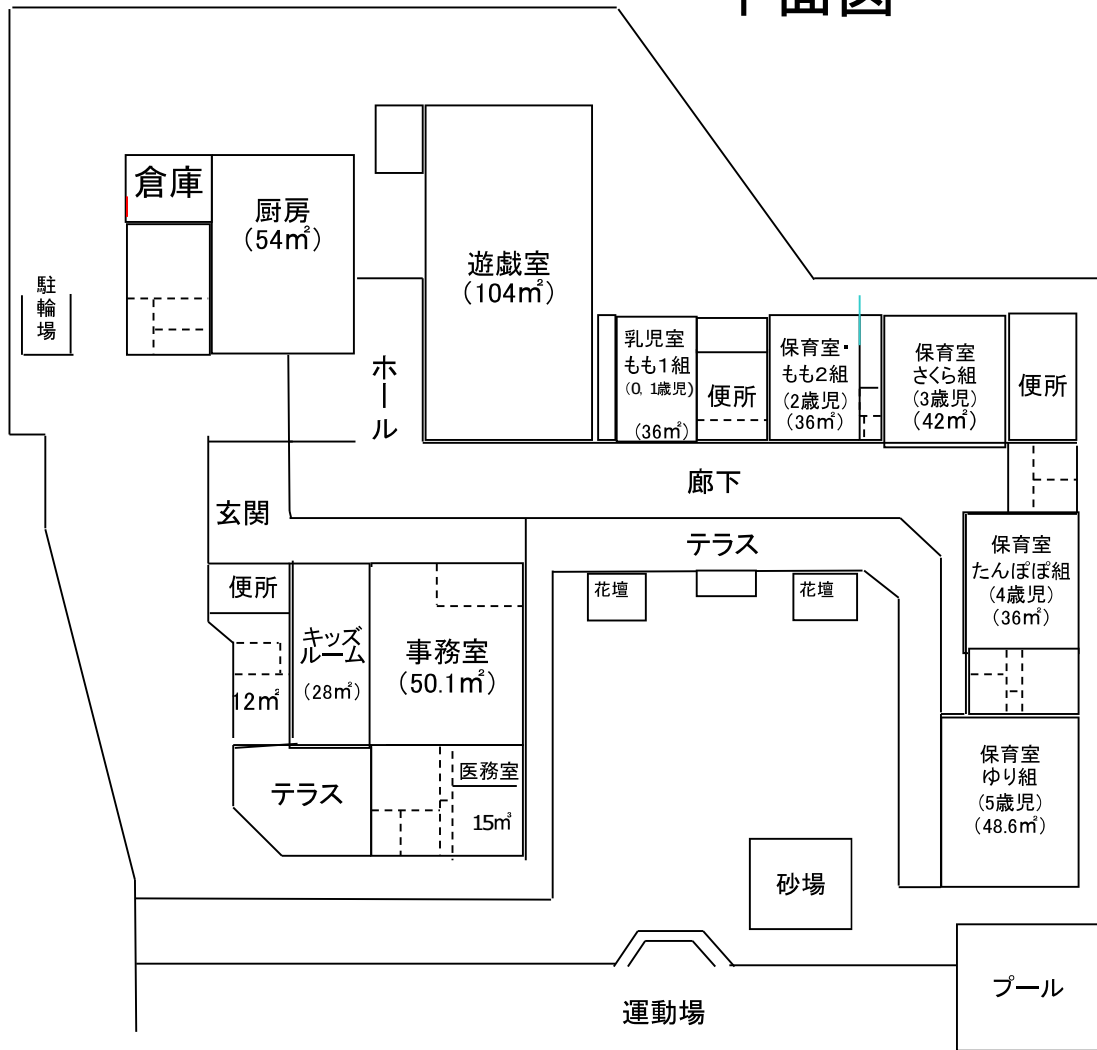 平面図
倉庫
厨房
(54㎡)
遊戯室
(104㎡)
駐輪場
ホール
乳児室
もも1組
(0, 1歳児)
(36㎡)
便所
保育室・
もも2組
(2歳児)
(36㎡)
保育室
さくら組
(3歳児)
(42㎡)
便所
廊下
玄関
テラス
保育室
たんぽぽ組
(4歳児)
(36㎡)
花壇
花壇
便所
キッズ
ルーム
(28㎡)
事務室
(50.1㎡)
12㎡
テラス
医務室
15㎥
保育室
ゆり組
(5歳児)
(48.6㎡)
砂場
プール
運動場